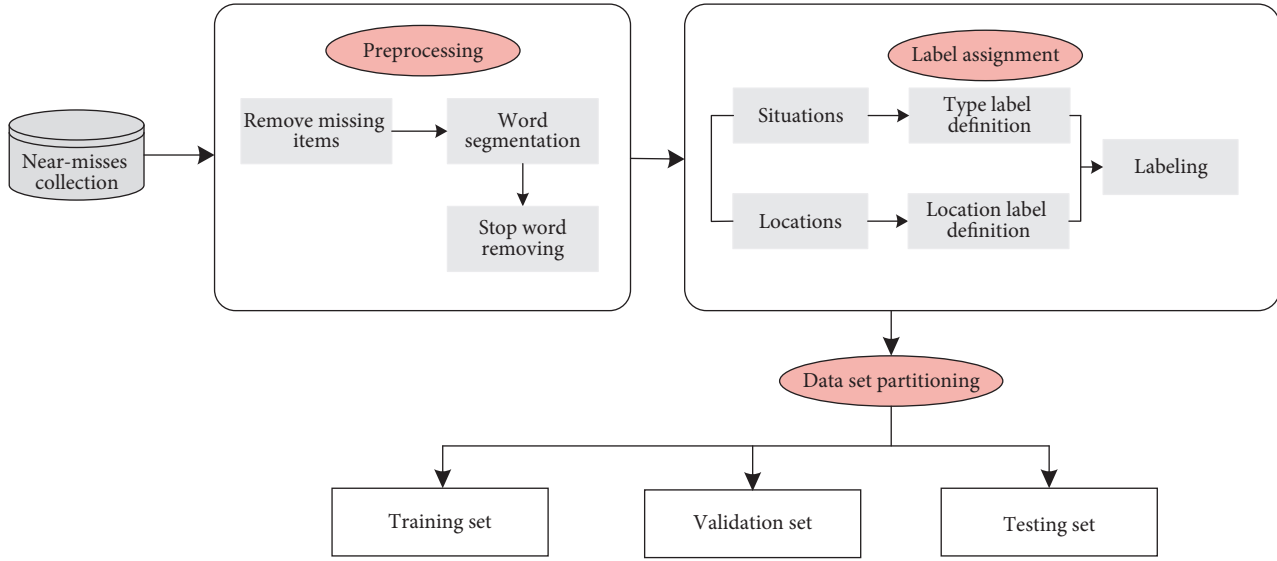 Near-misses
collection
Preprocessing
Remove missing
items
Word
segmentation
Stop word
removing
Label assignment
Situations
Type label
definition
Locations
Location label
definition
Labeling
Data set partitioning
Training set
Validation set
Testing set